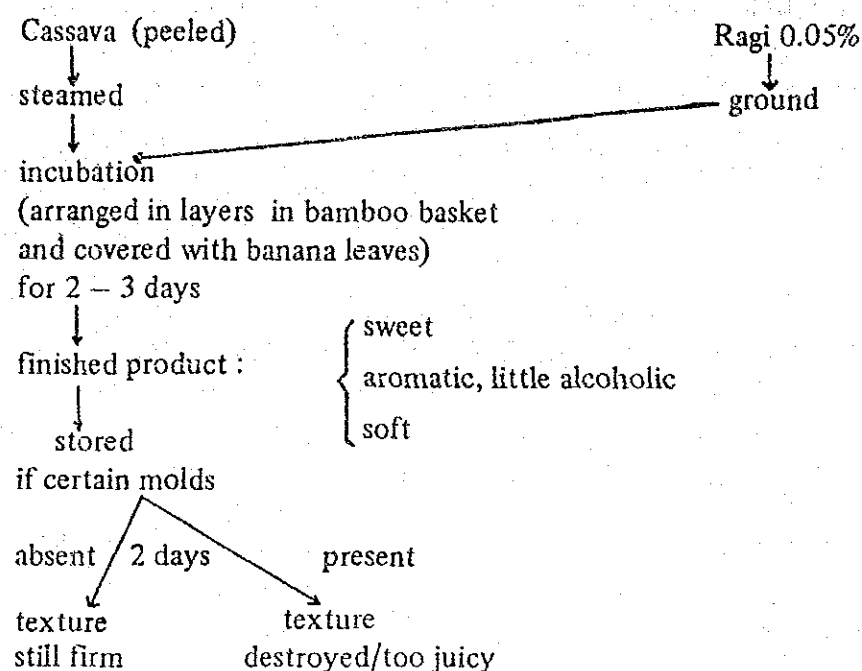 Cassava (peeled)
Ragi 0.05%
steamed
ground
incubation
(arranged in layers in bamboo basket
and covered with banana leaves)
for 2 – 3 days
finished product :
sweet
aromatic, little alcoholic
soft
stored
if certain molds
absent 2 days present
texture texture
still firm destroyed/too juicy